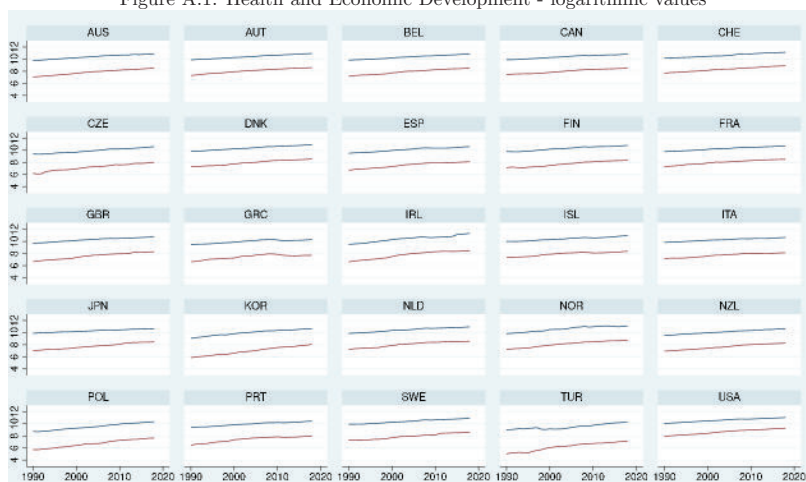 Figure A.1: Health and Economic Development - logarithmic values
AUS AUT BEL CAN CHE
4 6 8 10 12
CZE DNK ESP FIN FRA
4 6 8 10 12
GBR GRC IRL ISL ITA
4 6 8 10 12
JPN KOR NLD NOR NZL
4 6 8 10 12
POL PRT SWE TUR USA
4 6 8 10 12
1990 2000 2010 2020 1990 2000 2010 2020 1990 2000 2010 2020 1990 2000 2010 2020 1990 2000 2010 2020